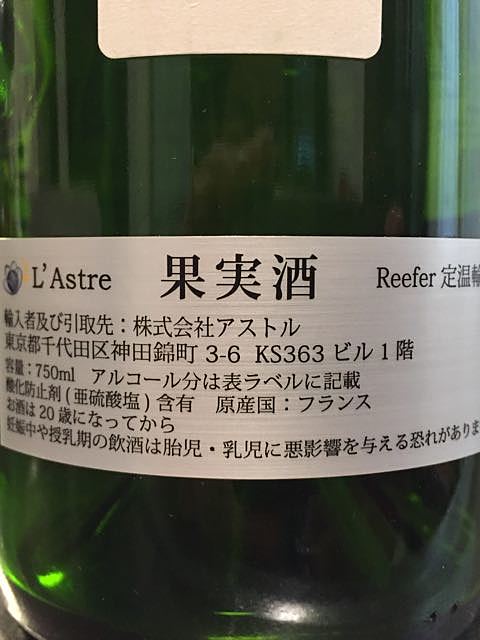 L'Astre 果実酒 Reefer 定温輸
輸入者及び引取先：株式会社アストル
東京都千代田区神田錦町 3-6 KS363 ビル 1 階
容量：750ml アルコール分は表ラベルに記載
酸化防止剤 ( 亜硫酸塩 ) 含有 原産国：フランス
お酒は 20 歳になってから
妊娠中や授乳期の飲酒は胎児・乳児に悪影響を与える恐れがありま